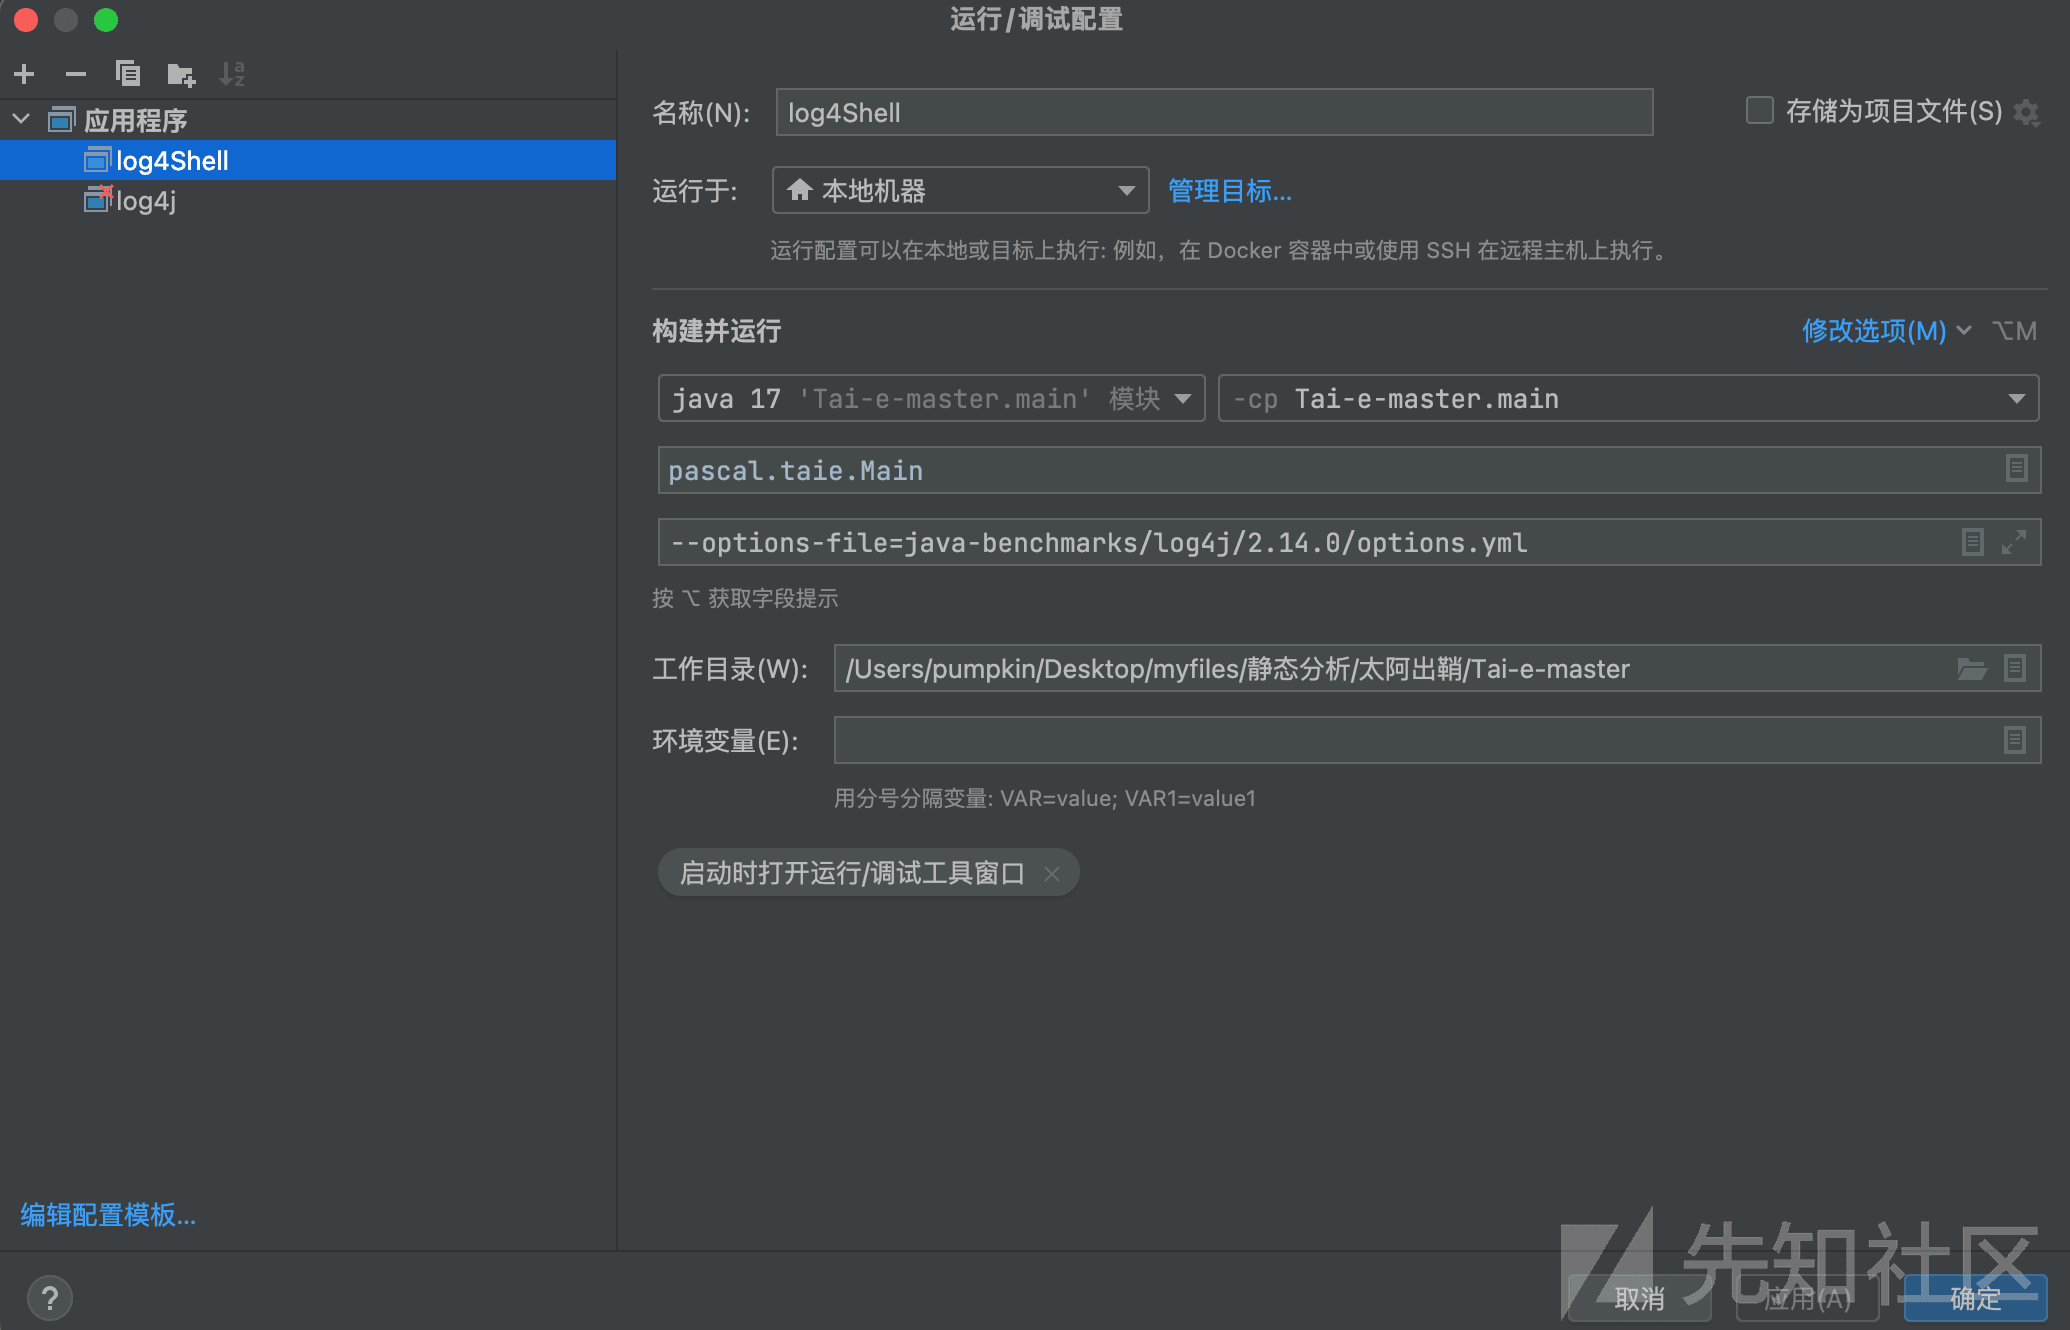 运行/调试配置
应用程序
log4Shell
log4j
名称(N): log4Shell
存储为项目文件(S)
运行于: 本地机器 管理目标...
运行配置可以在本地或目标上执行: 例如，在 Docker 容器中或使用 SSH 在远程主机上执行。
构建并运行
修改选项(M) ⌥M
java 17 'Tai-e-master.main' 模块
-cp Tai-e-master.main
pascal.taie.Main
--options-file=java-benchmarks/log4j/2.14.0/options.yml
按 ⌥ 获取字段提示
工作目录(W): /Users/pumpkin/Desktop/myfiles/静态分析/太阿出鞘/Tai-e-master
环境变量(E):
用分号分隔变量: VAR=value; VAR1=value1
启动时打开运行/调试工具窗口
编辑配置模板...
先知社区
? 取消 应用(A) 确定